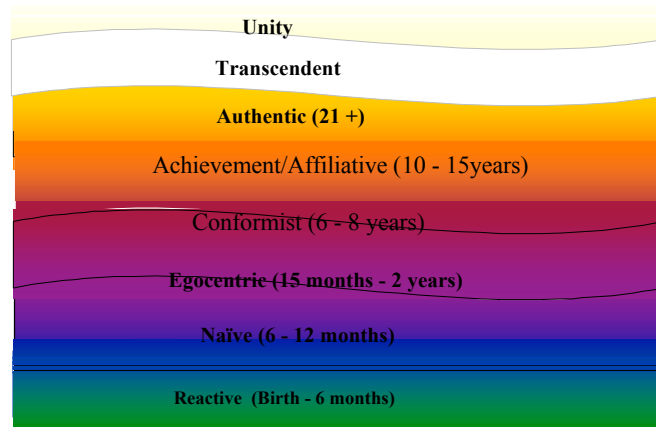 Unity
Transcendent
Authentic (21 +)
Achievement/Affiliative (10 - 15years)
Conformist (6 - 8 years)
Egocentric (15 months - 2 years)
Naïve (6 - 12 months)
Reactive (Birth - 6 months)